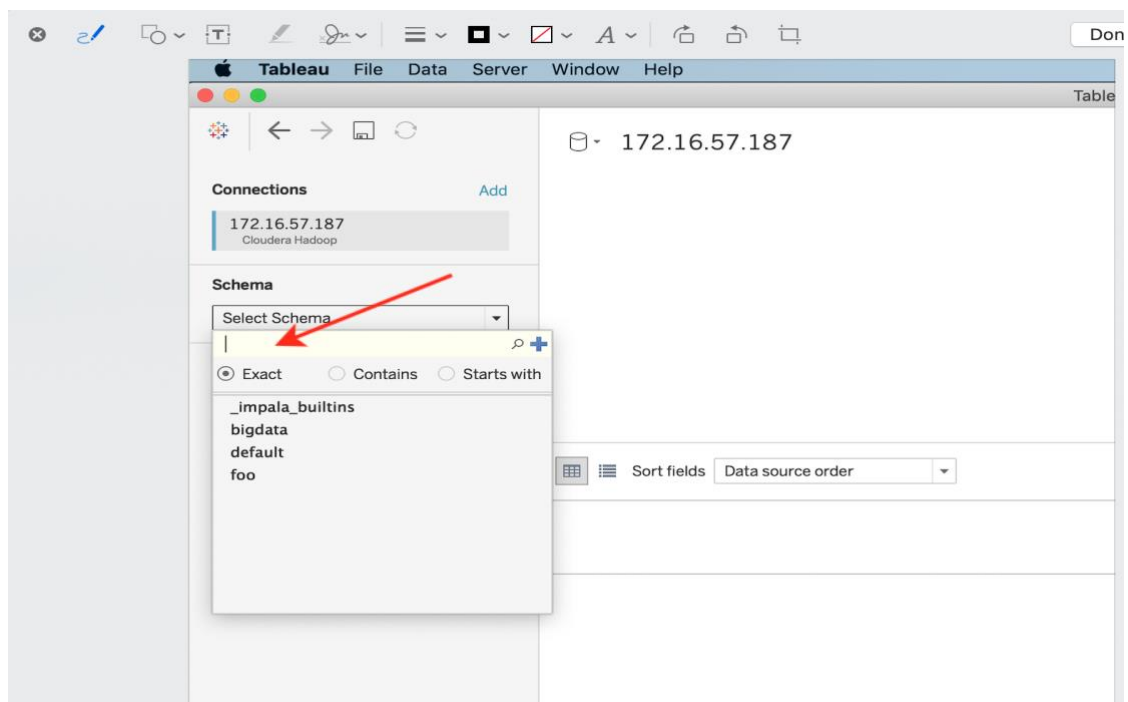 T A Don
Tableau File Data Server Window Help
Table
172.16.57.187
Connections Add
172.16.57.187
Cloudera Hadoop
Schema
Select Schema
Exact Contains Starts with
_impala_builtins
bigdata
default
foo
Sort fields Data source order